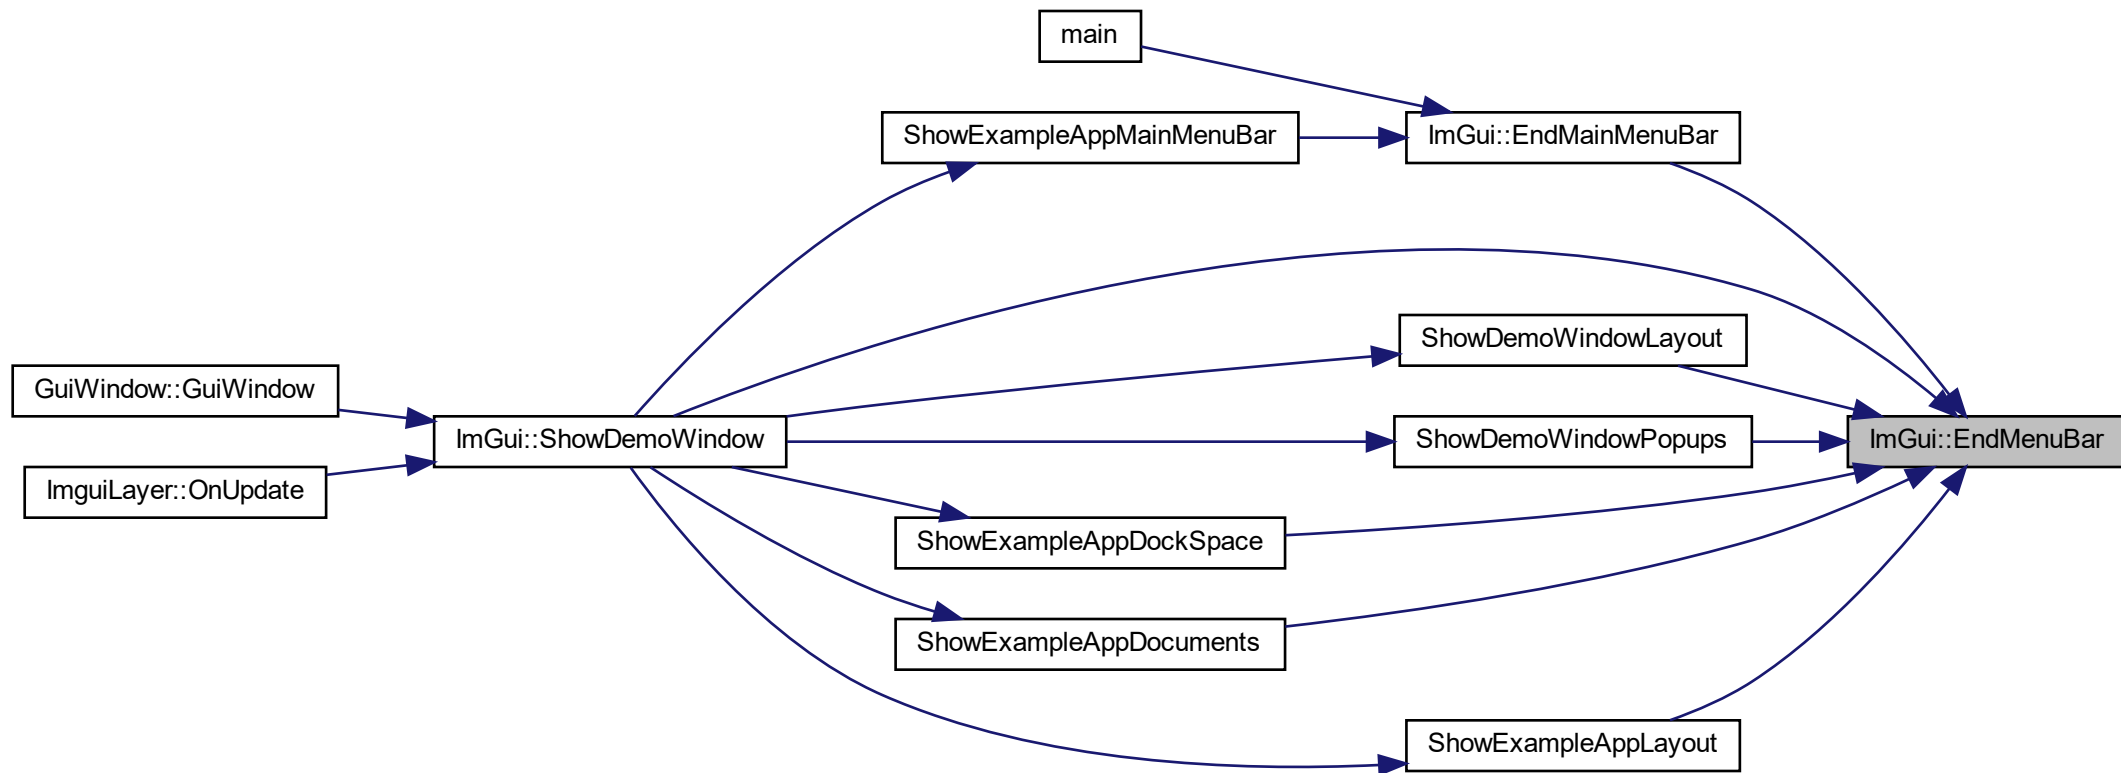 main
ShowExampleAppMainMenuBar
ImGui::EndMainMenuBar
ShowDemoWindowLayout
GuiWindow::GuiWindow
ImGui::ShowDemoWindow
ShowDemoWindowPopups
ImGui::EndMenuBar
ImguiLayer::OnUpdate
ShowExampleAppDockSpace
ShowExampleAppDocuments
ShowExampleAppLayout